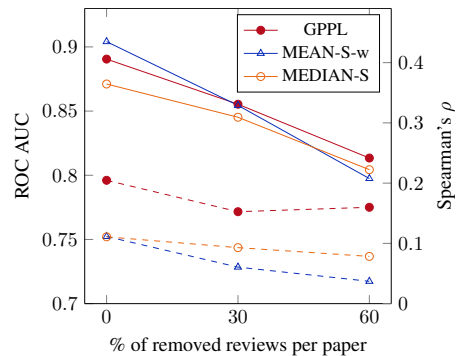 GPPL
MEAN-S-w
MEDIAN-S
0.9
0.85
0.8
0.75
0.7
ROC AUC
0.4
0.3
0.2
0.1
0
Spearman's ρ
0
30
60
% of removed reviews per paper